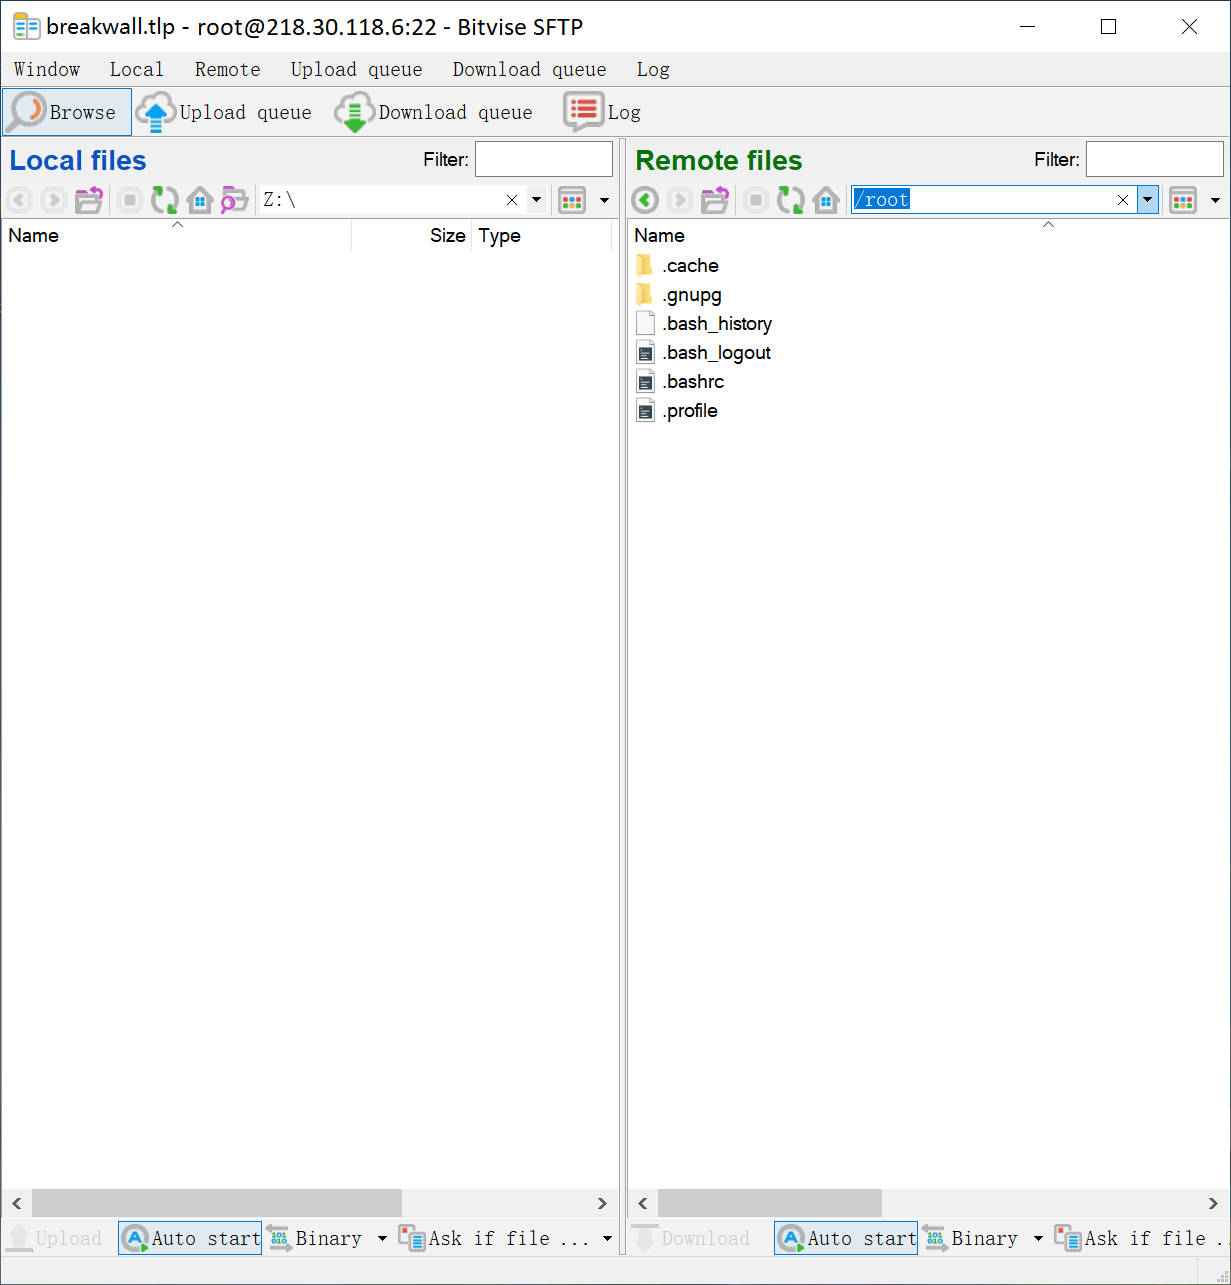 breakwall.tlp - root@218.30.118.6:22 - Bitvise SFTP
Window Local Remote Upload queue Download queue Log
Browse Upload queue Download queue Log
Local files Filter:
Z:\
Name Size Type
Remote files Filter:
/root
Name
.cache
.gnupg
.bash_history
.bash_logout
.bashrc
.profile
Upload Auto start Binary Ask if file ...
Download Auto start Binary Ask if file ..